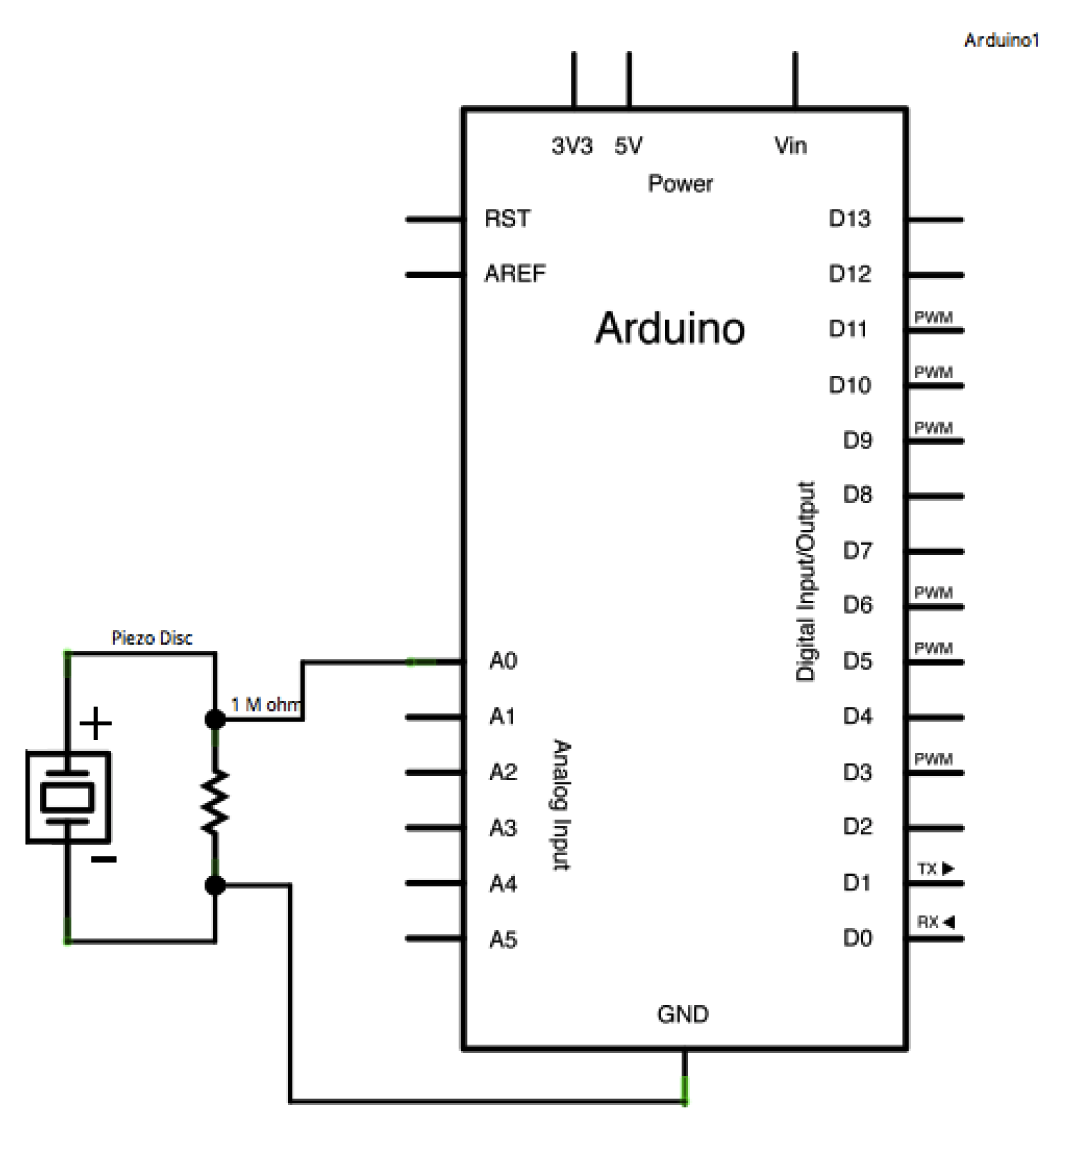 Arduino1
3V3 5V Vin
Power
RST
AREF
Arduino
D13
D12
D11 PWM
D10 PWM
D9 PWM
D8
D7
D6 PWM
D5 PWM
D4
D3 PWM
D2
D1 TX
D0 RX
Digital Input/Output
Piezo Disc
1 M ohm
+
–
A0
A1
A2
A3
A4
A5
Analog Input
GND